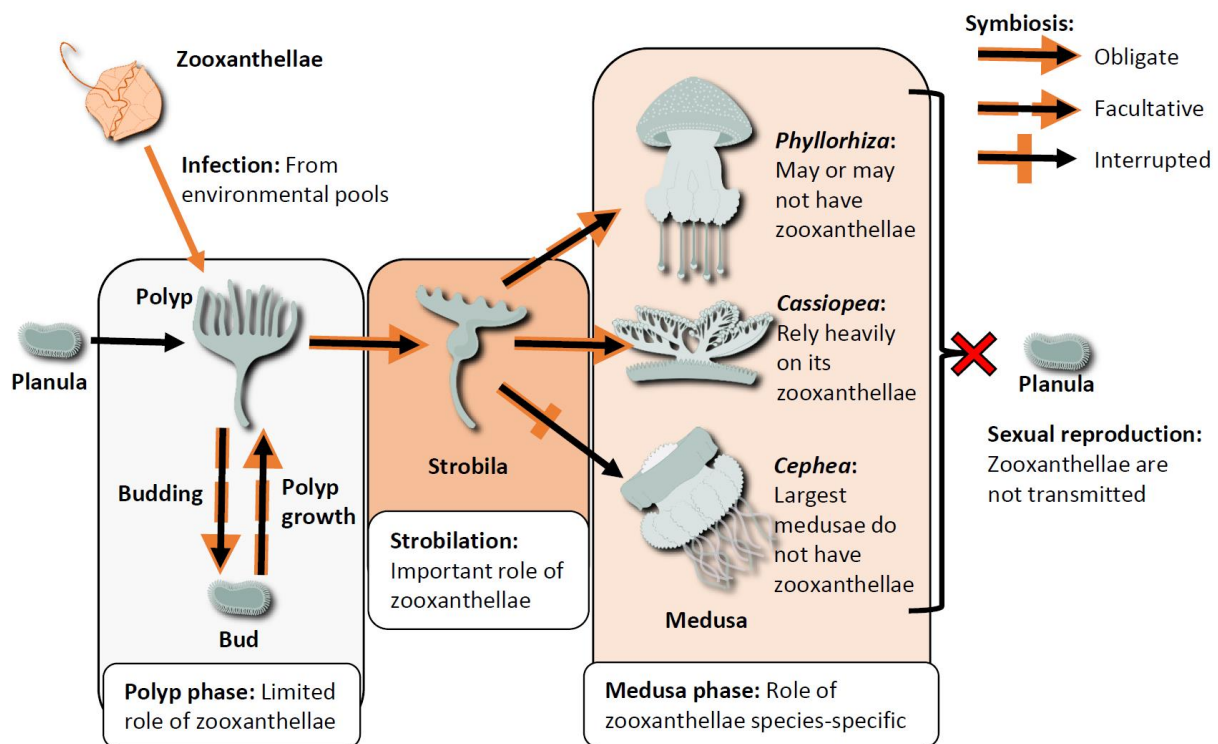 Zooxanthellae
Infection: From
environmental pools
Polyp
Planula
Budding
Polyp
growth
Bud
Polyp phase: Limited
role of zooxanthellae
Strobila
Strobilation:
Important role of
zooxanthellae
Phyllorhiza:
May or may
not have
zooxanthellae
Cassiopea:
Rely heavily
on its
zooxanthellae
Cephea:
Largest
medusae do
not have
zooxanthellae
Medusa
Medusa phase: Role of
zooxanthellae species-specific
Symbiosis:
Obligate
Facultative
Interrupted
Planula
Sexual reproduction:
Zooxanthellae are
not transmitted